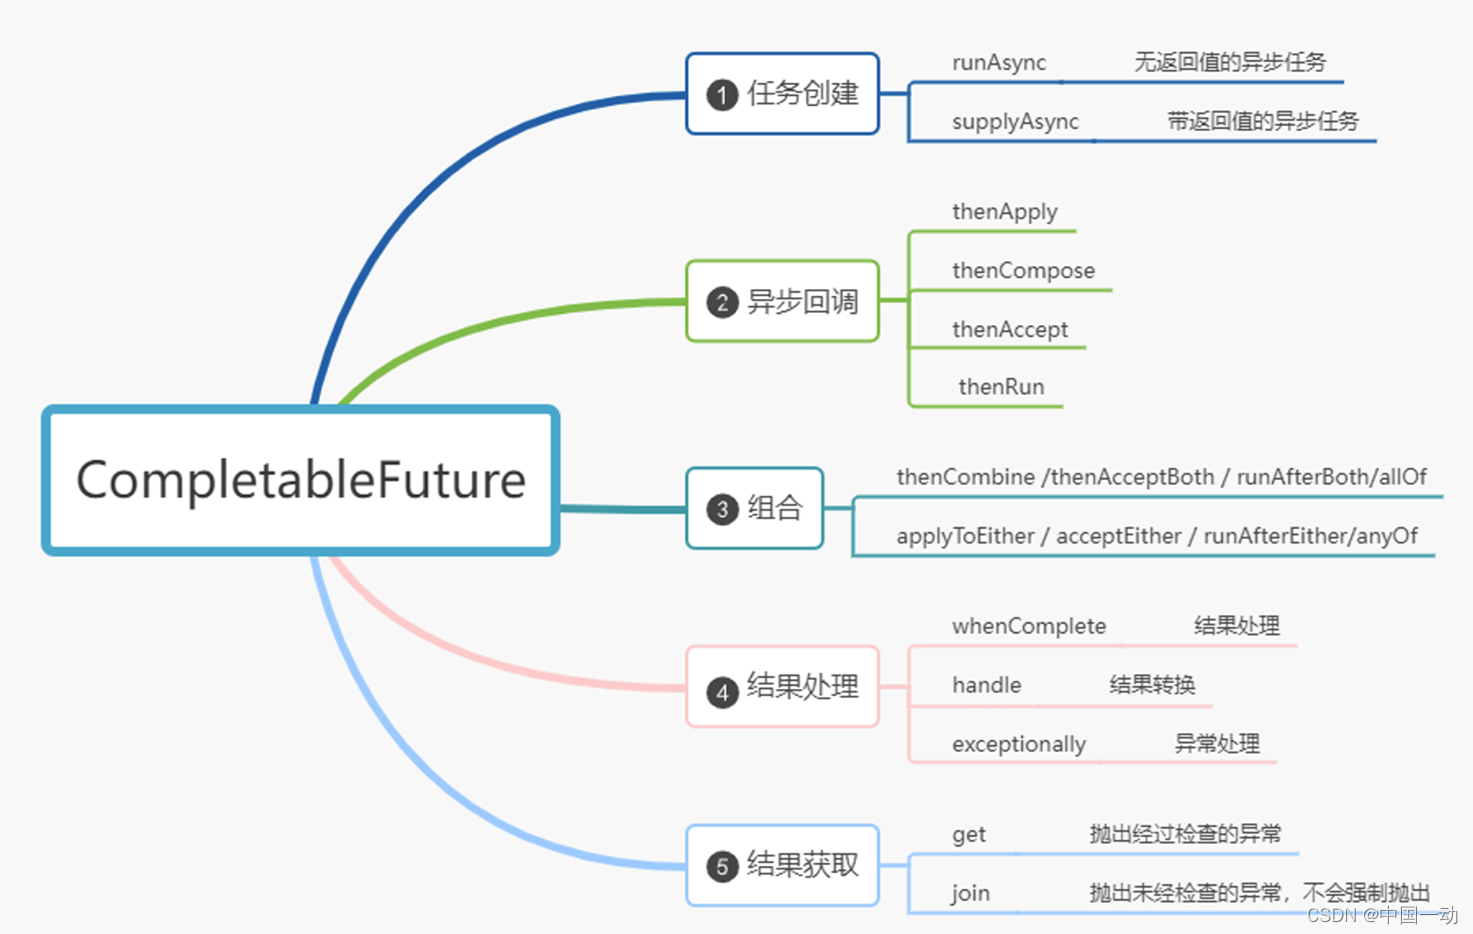 CompletableFuture
1 任务创建
runAsync 无返回值的异步任务
supplyAsync 带返回值的异步任务
2 异步回调
thenApply
thenCompose
thenAccept
thenRun
3 组合
thenCombine /thenAcceptBoth / runAfterBoth/allOf
applyToEither / acceptEither / runAfterEither/anyOf
4 结果处理
whenComplete 结果处理
handle 结果转换
exceptionally 异常处理
5 结果获取
get 抛出经过检查的异常
join 抛出未经检查的异常，不会强制抛出
CSDN @中国一动